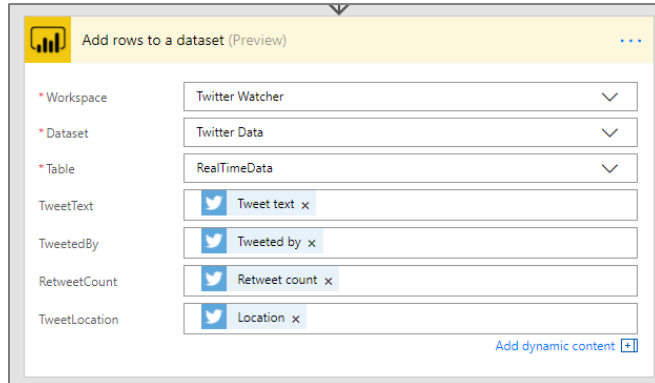 Add rows to a dataset (Preview)
* Workspace Twitter Watcher
* Dataset Twitter Data
* Table RealTimeData
TweetText Tweet text ×
TweetedBy Tweeted by ×
RetweetCount Retweet count ×
TweetLocation Location ×
Add dynamic content